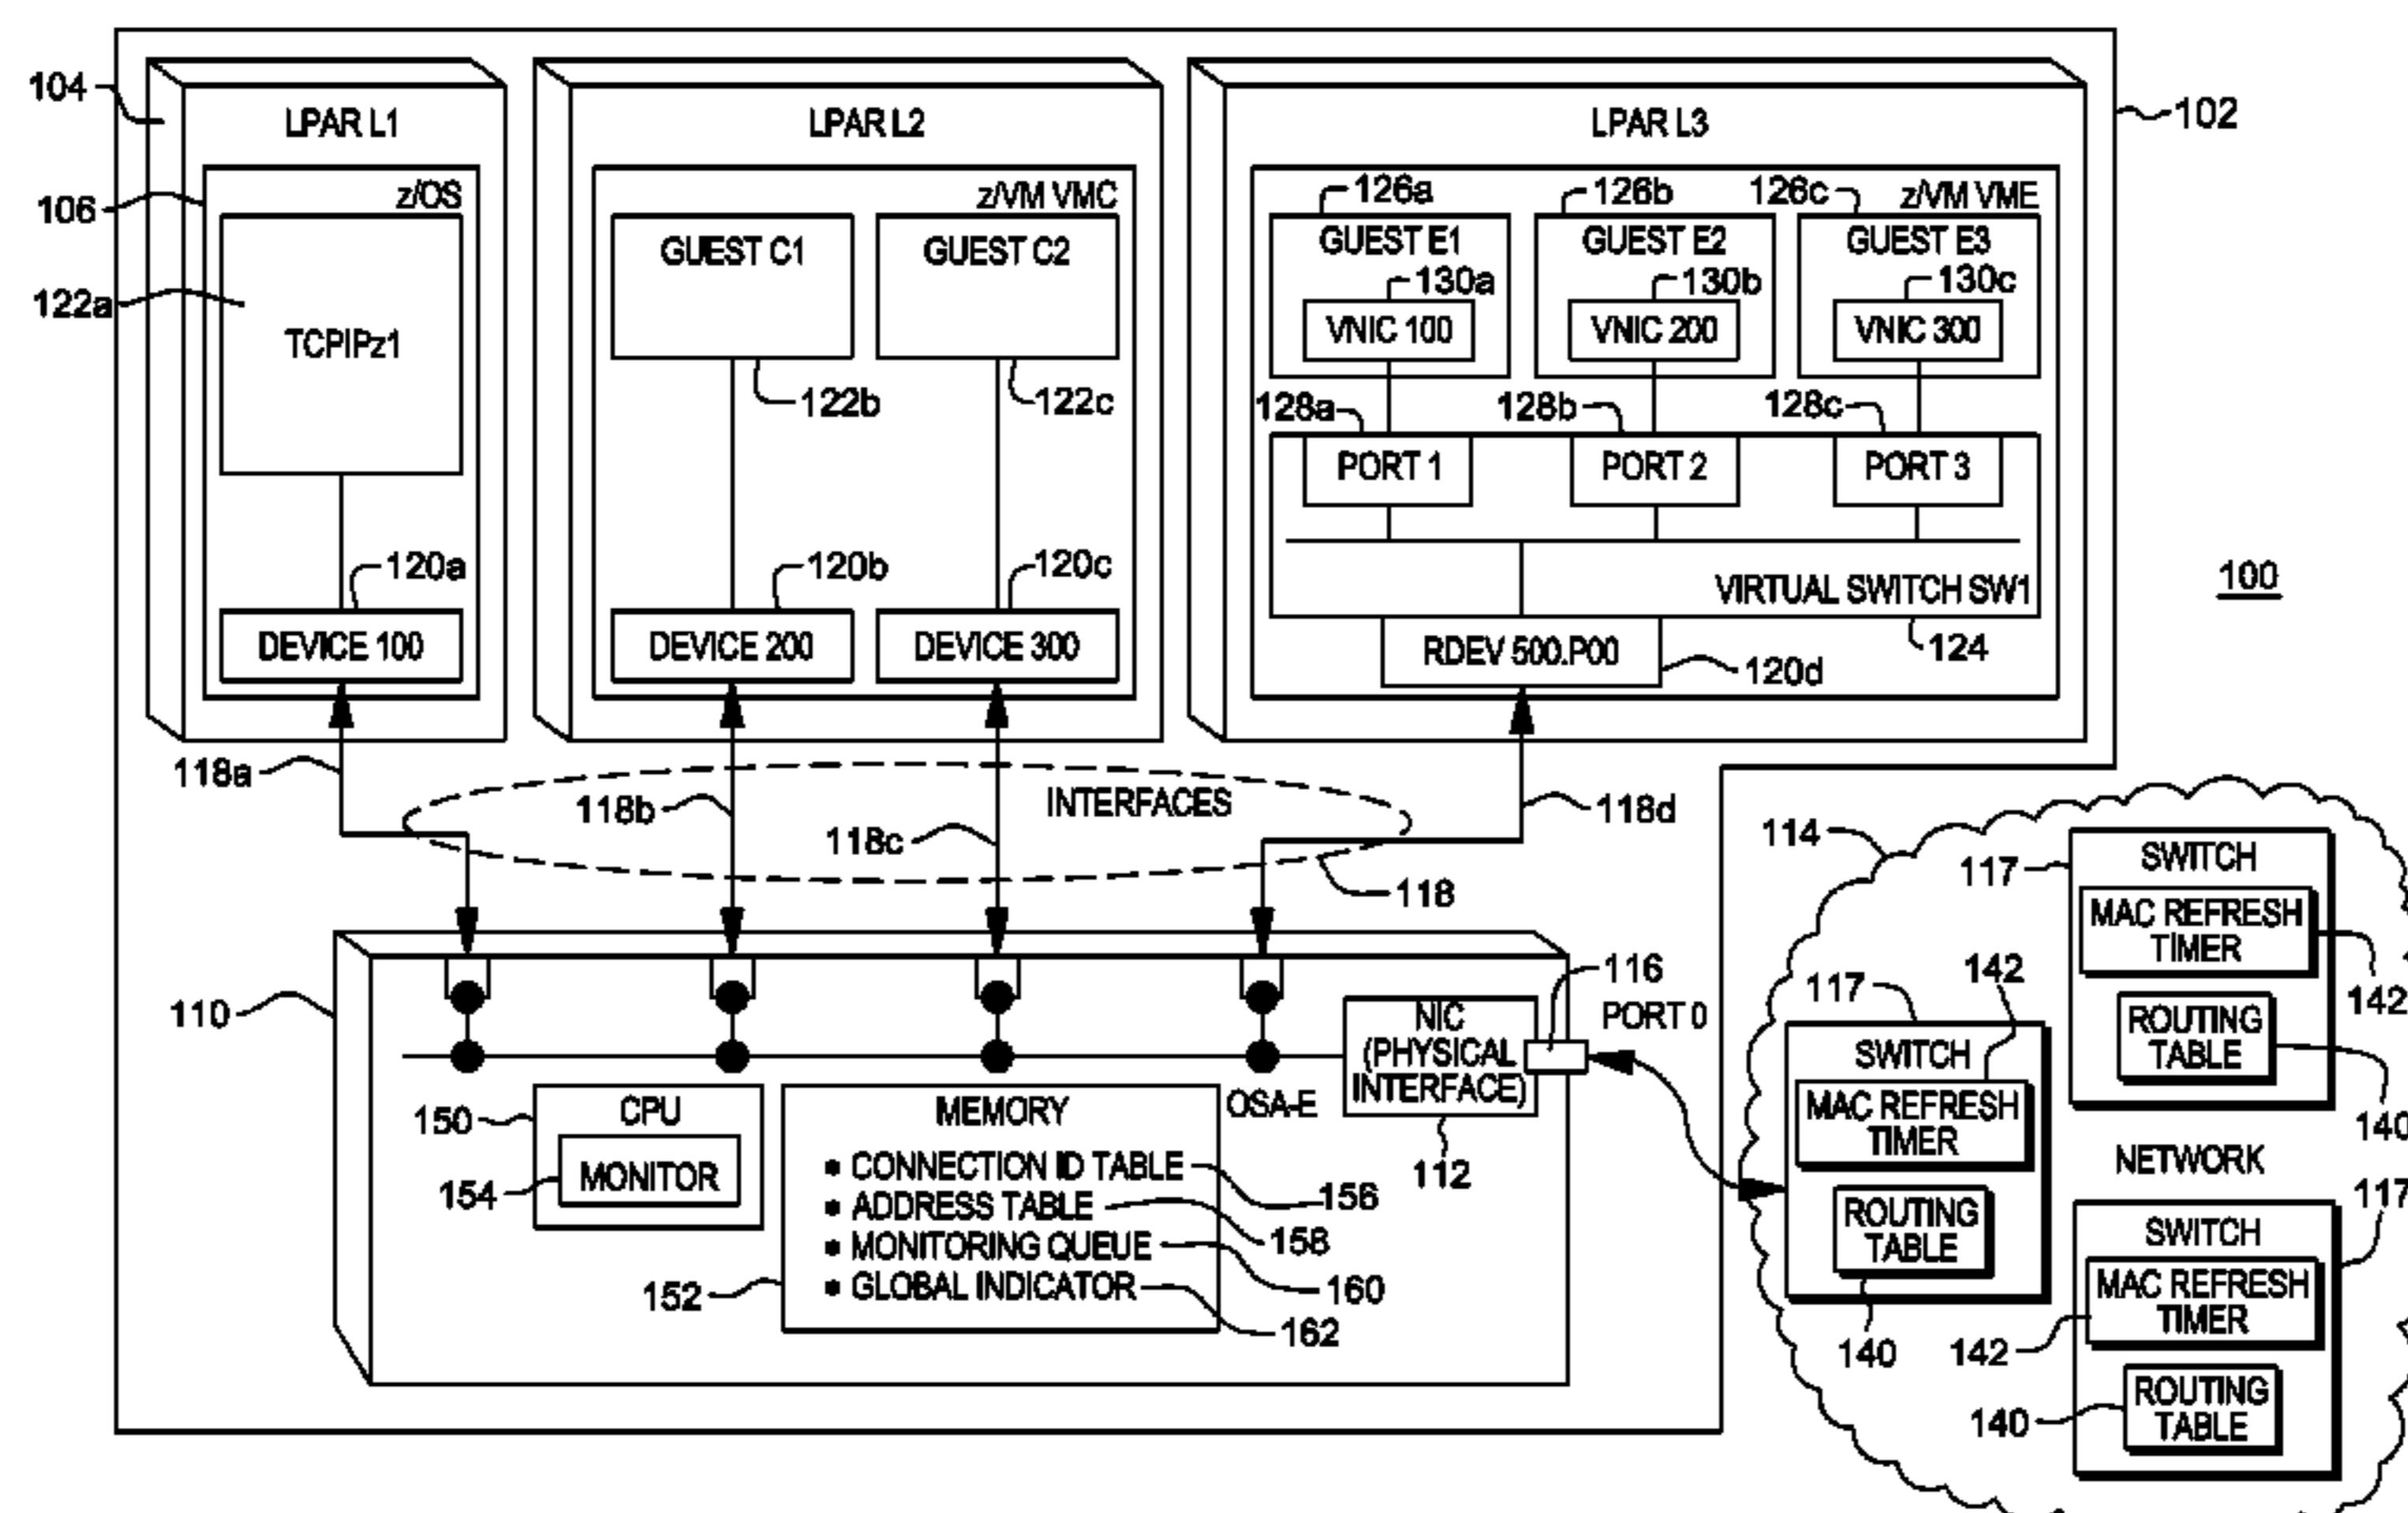 104
LPAR L1
LPAR L2
LPAR L3
102
106
z/OS
z/VM VMC
126a
126b
126c
z/VM VME
GUEST C1
GUEST C2
GUEST E1
GUEST E2
GUEST E3
130a
130b
130c
122a
TCPIPz1
VNIC 100
VNIC 200
VNIC 300
122b
122c
128a
128b
128c
PORT 1
PORT 2
PORT 3
120a
120b
120c
100
VIRTUAL SWITCH SW1
DEVICE 100
DEVICE 200
DEVICE 300
RDEV 500.P00
124
120d
118a
118b
INTERFACES
118c
118d
118
114
117
SWITCH
MAC REFRESH
TIMER
142
ROUTING
TABLE
140
110
NIC
(PHYSICAL
INTERFACE)
116
PORT 0
112
OSA-E
117
142
SWITCH
MAC REFRESH
TIMER
ROUTING
TABLE
140
150
CPU
MONITOR
154
MEMORY
• CONNECTION ID TABLE
156
• ADDRESS TABLE
158
• MONITORING QUEUE
160
• GLOBAL INDICATOR
162
152
NETWORK
117
SWITCH
MAC REFRESH
TIMER
142
ROUTING
TABLE
140